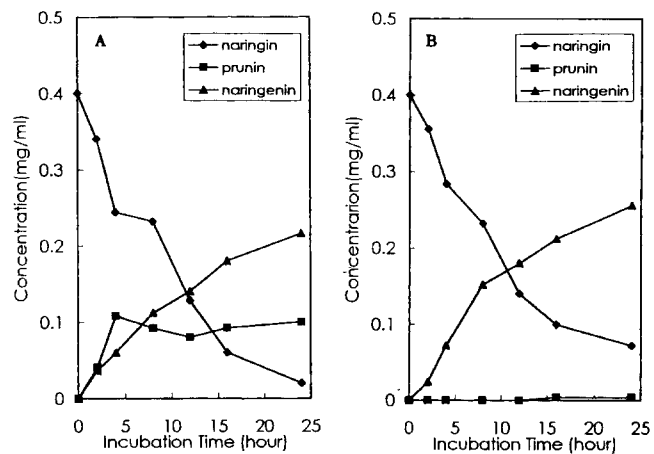 A
naringin
prunin
naringenin
Concentration(mg/ml)
0.5
0.4
0.3
0.2
0.1
0
0 5 10 15 20 25
Incubation Time (hour)
B
naringin
prunin
naringenin
Concentrarion(mg/ml)
0.5
0.4
0.3
0.2
0.1
0
0 5 10 15 20 25
Incubation Time (hour)